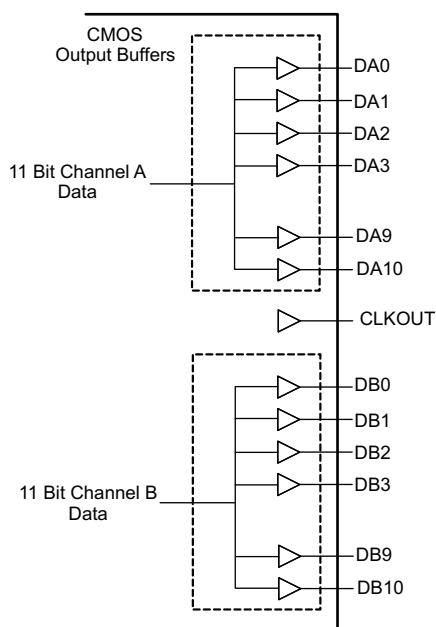 CMOS
Output Buffers
DA0
DA1
DA2
DA3
11 Bit Channel A
Data
DA9
DA10
CLKOUT
DB0
DB1
DB2
DB3
11 Bit Channel B
Data
DB9
DB10